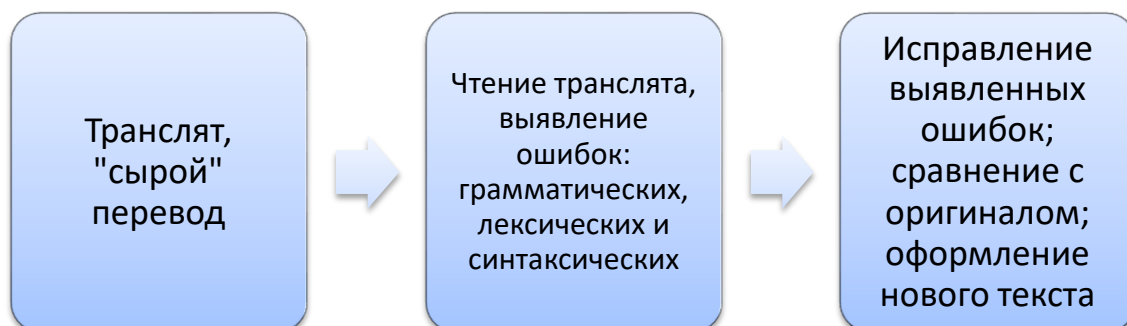 Транслят,
"сырой"
перевод
Чтение транслята,
выявление
ошибок:
грамматических,
лексических и
синтаксических
Исправление
выявленных
ошибок;
сравнение с
оригиналом;
оформление
нового текста